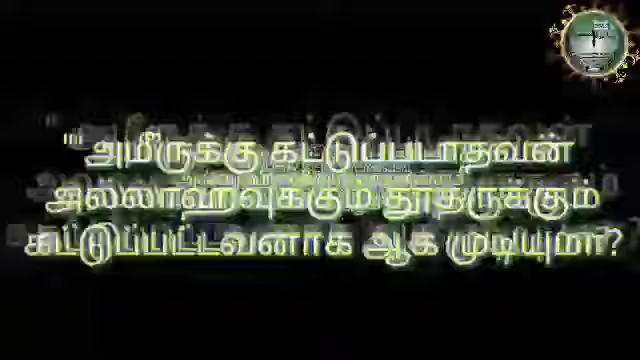 "அமீருக்கு கட்டுப்படாதவன்
அல்லாஹ்வுக்கும் தூதருக்கும்
கட்டுப்பட்டவனாக ஆக முடியுமா?